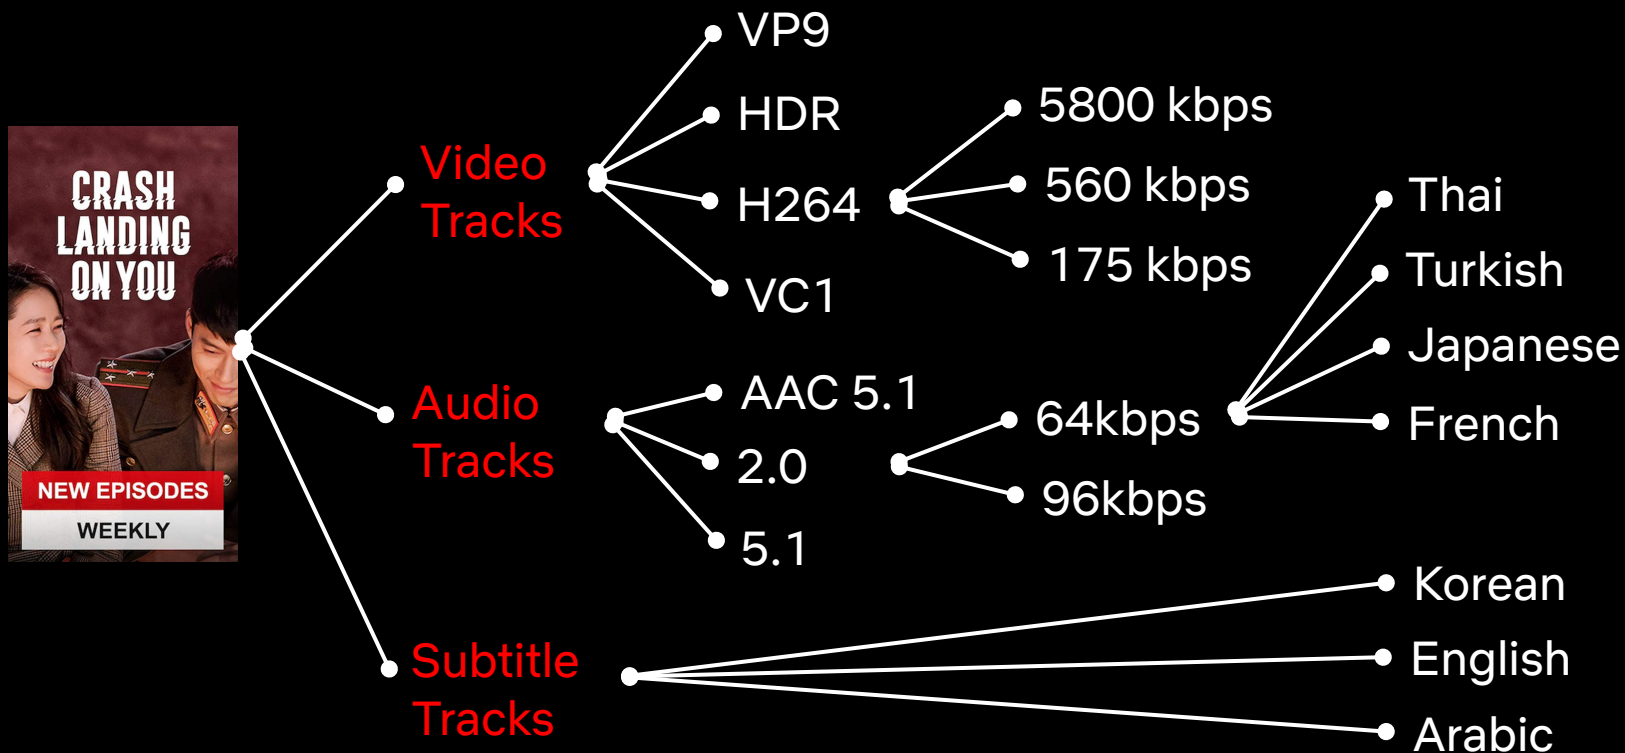 CRASH
LANDING
ON YOU
NEW EPISODES
WEEKLY
Video
Tracks
VP9
HDR
H264
VC1
5800 kbps
560 kbps
175 kbps
Audio
Tracks
AAC 5.1
2.0
5.1
64kbps
96kbps
Thai
Turkish
Japanese
French
Subtitle
Tracks
Korean
English
Arabic